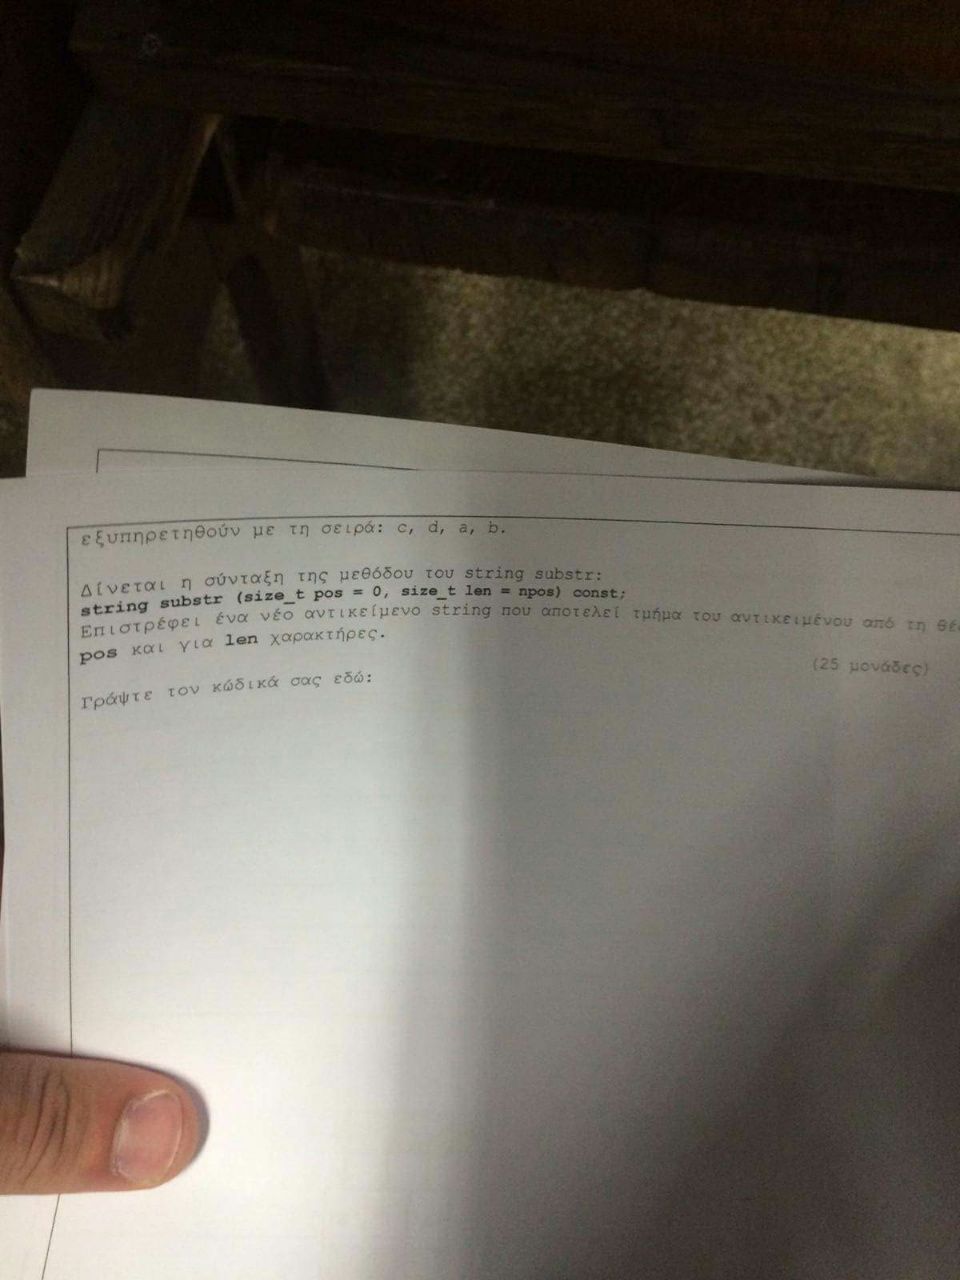 εξυπηρετηθούν με τη σειρά: c, d, a, b.
Δίνεται η σύνταξη της μεθόδου του string substr:
string substr (size_t pos = 0, size_t len = npos) const;
Επιστρέφει ένα νέο αντικείμενο string που αποτελεί τμήμα του αντικειμένου από τη
pos και για len χαρακτήρες.
(25 μονάδες)
Γράψτε τον κώδικά σας εδώ: